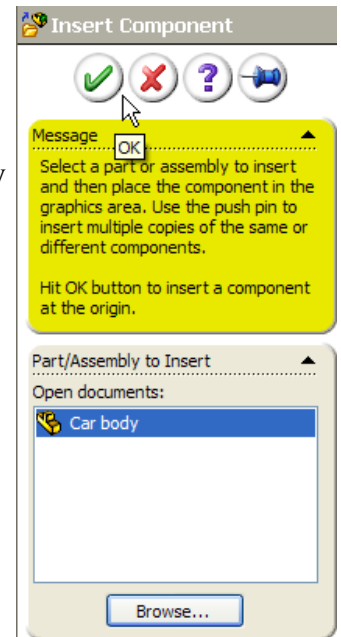 Insert Component
?
Message
OK
Select a part or assembly to insert
and then place the component in the
graphics area. Use the push pin to
insert multiple copies of the same or
different components.
Hit OK button to insert a component
at the origin.
Part/Assembly to Insert
Open documents:
Car body
Browse...